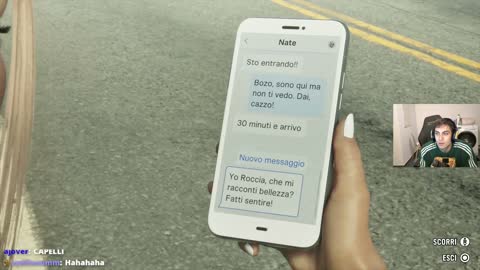 Nate
Sto entrando!!
Bozo, sono qui ma
non ti vedo. Dai,
cazzo!
30 minuti e arrivo
Nuovo messaggio
Yo Roccia, che mi
racconti bellezza?
Fatti sentire!
SCORRI
ESCI
ajover: CAPELLI
: Hahahaha